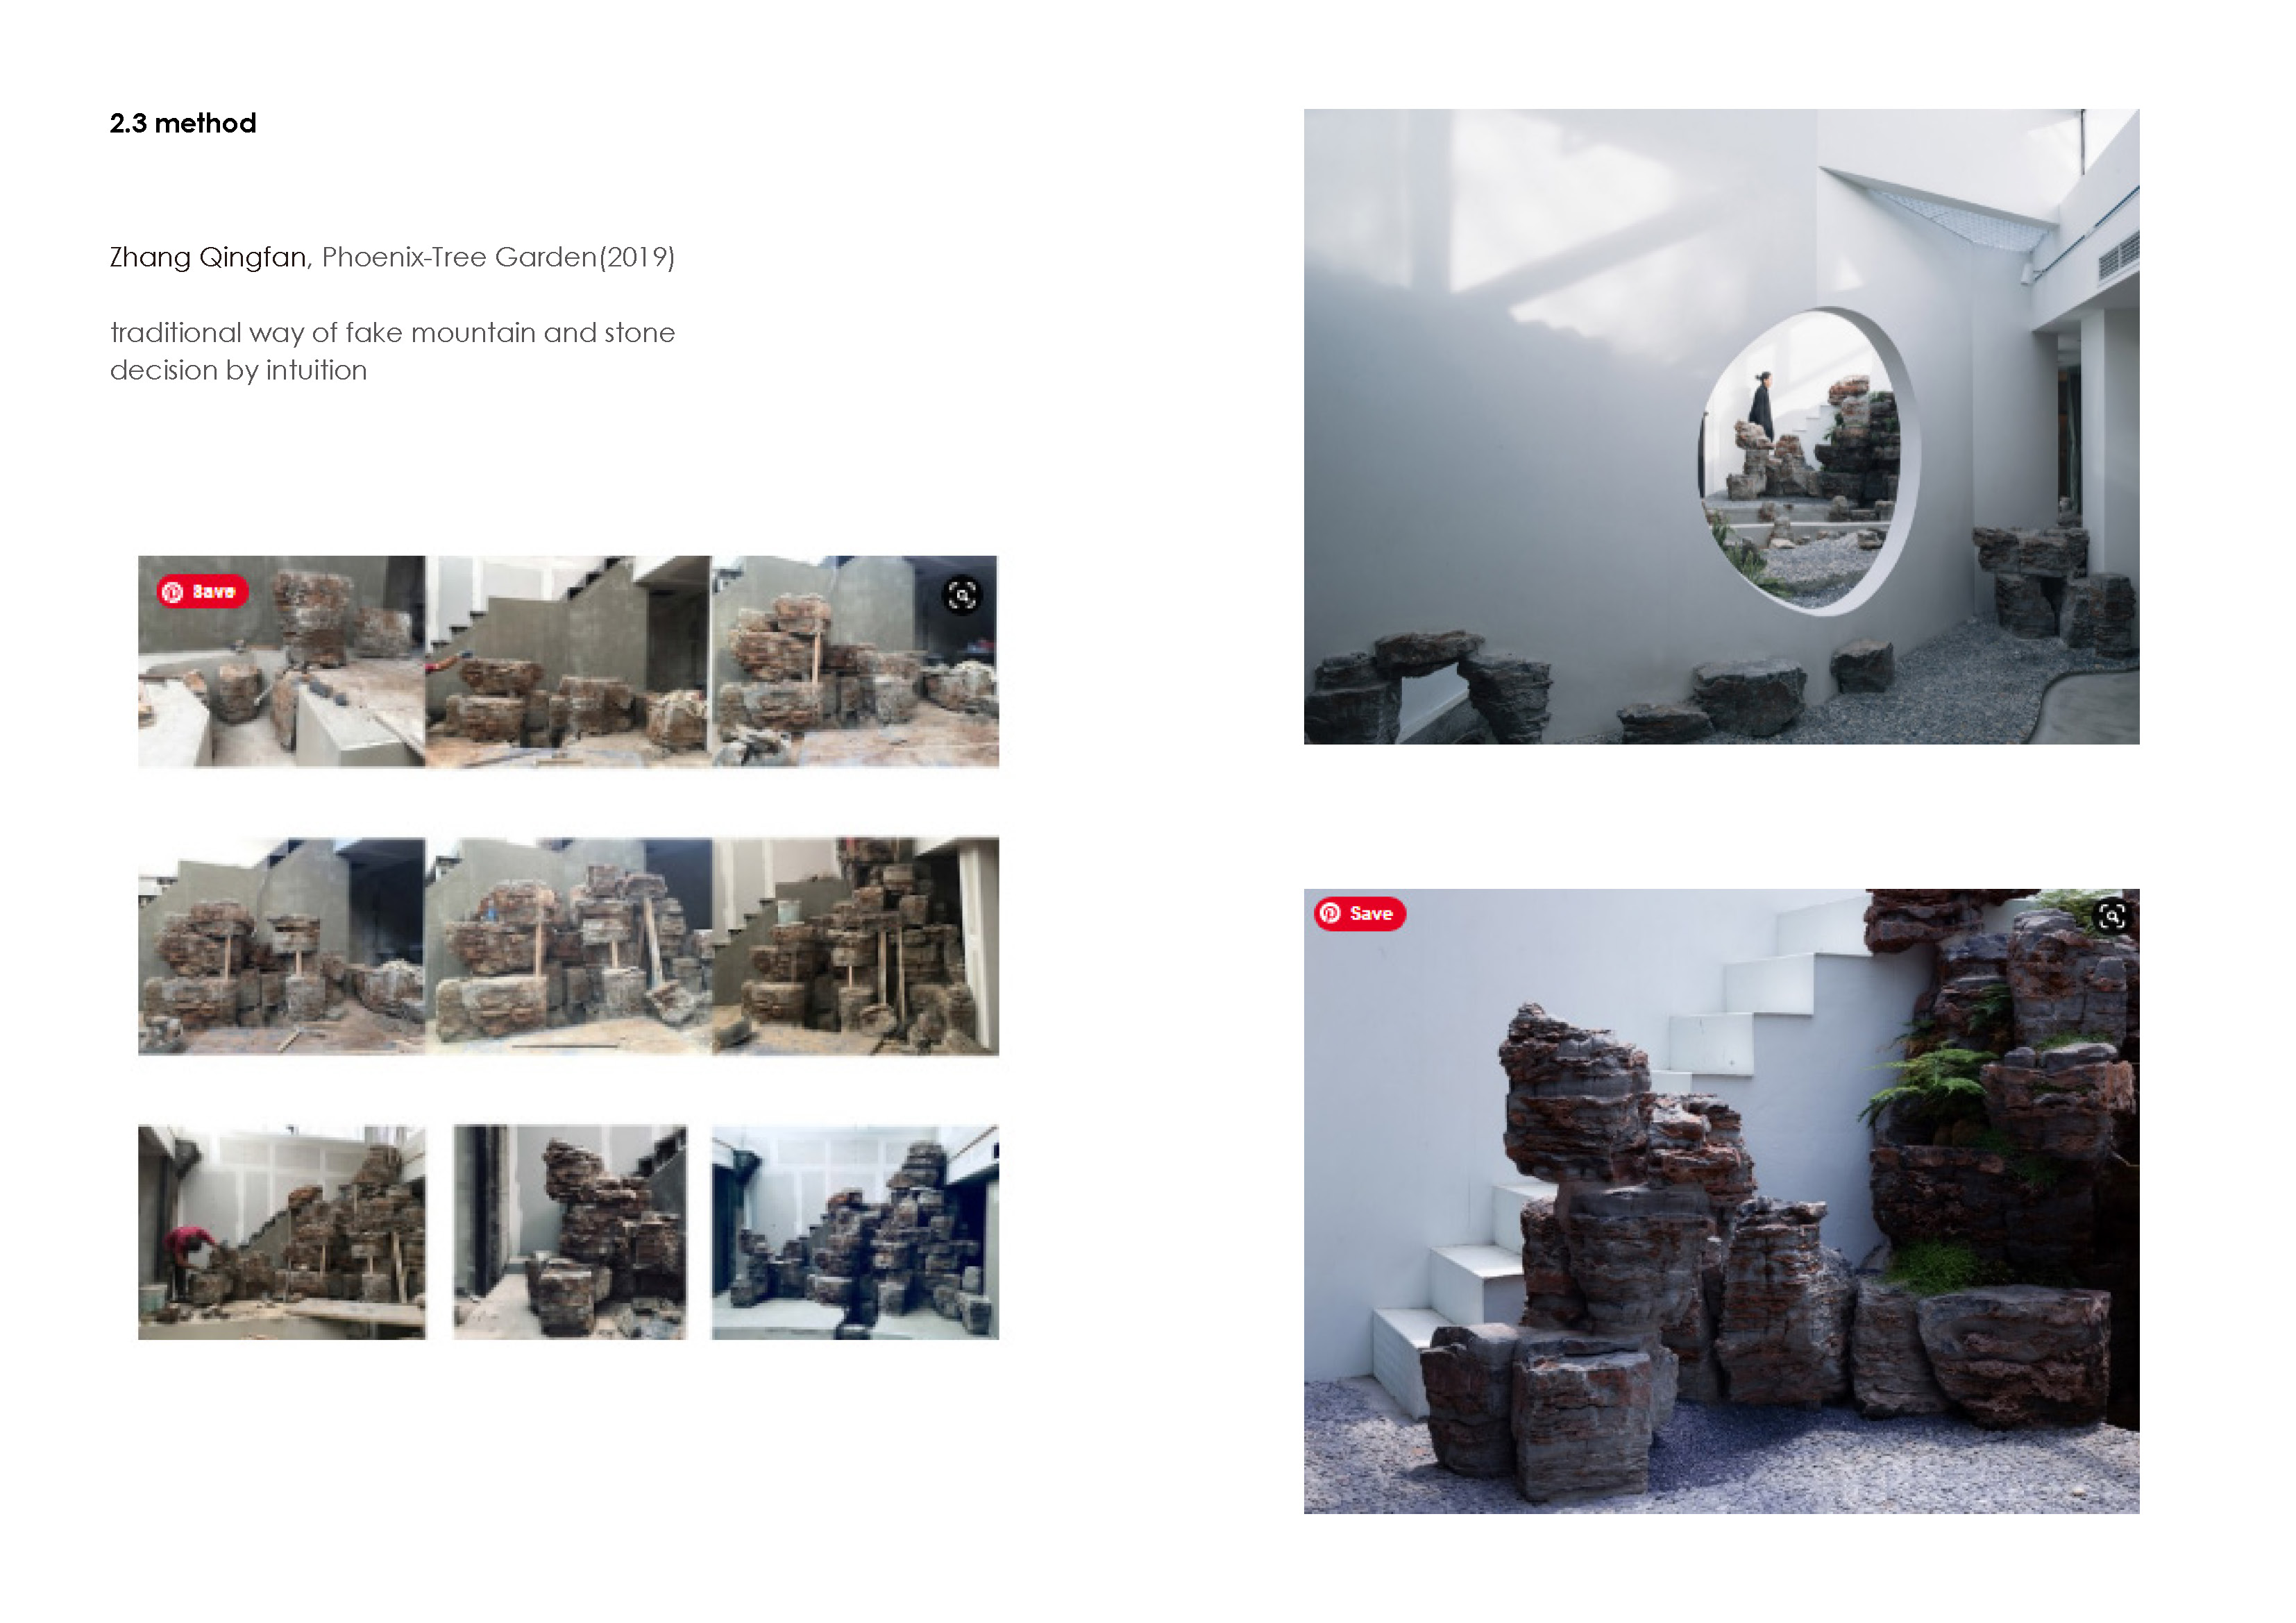 2.3 method
Zhang Qingfan, Phoenix-Tree Garden(2019)
traditional way of fake mountain and stone
decision by intuition
Save
Save